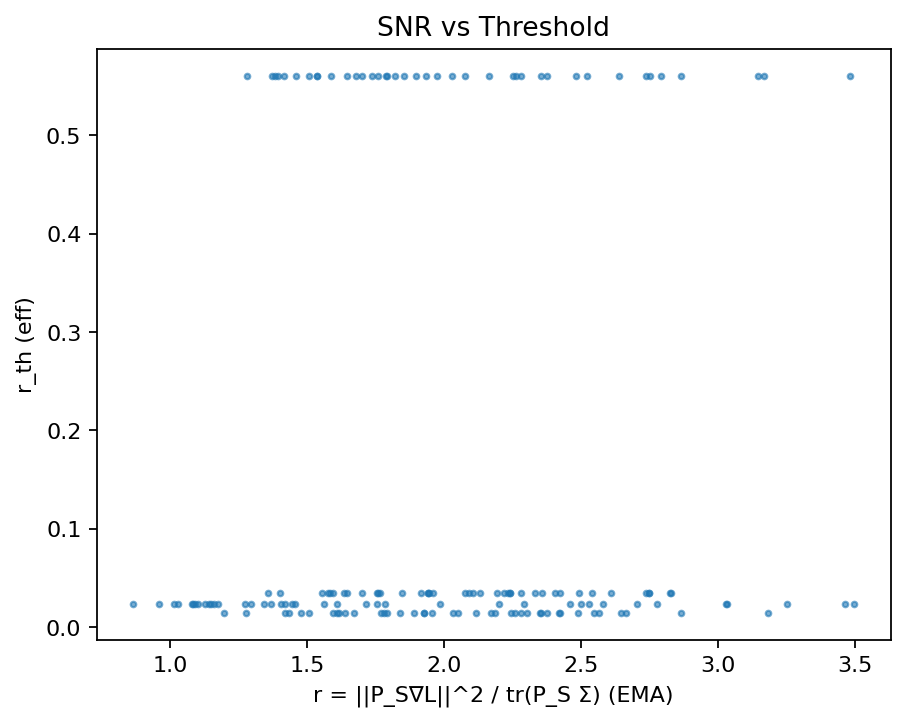 SNR vs Threshold
r_th (eff)
0.5
0.4
0.3
0.2
0.1
0.0
1.0 1.5 2.0 2.5 3.0 3.5
r = ||P_S∇L||^2 / tr(P_S Σ) (EMA)